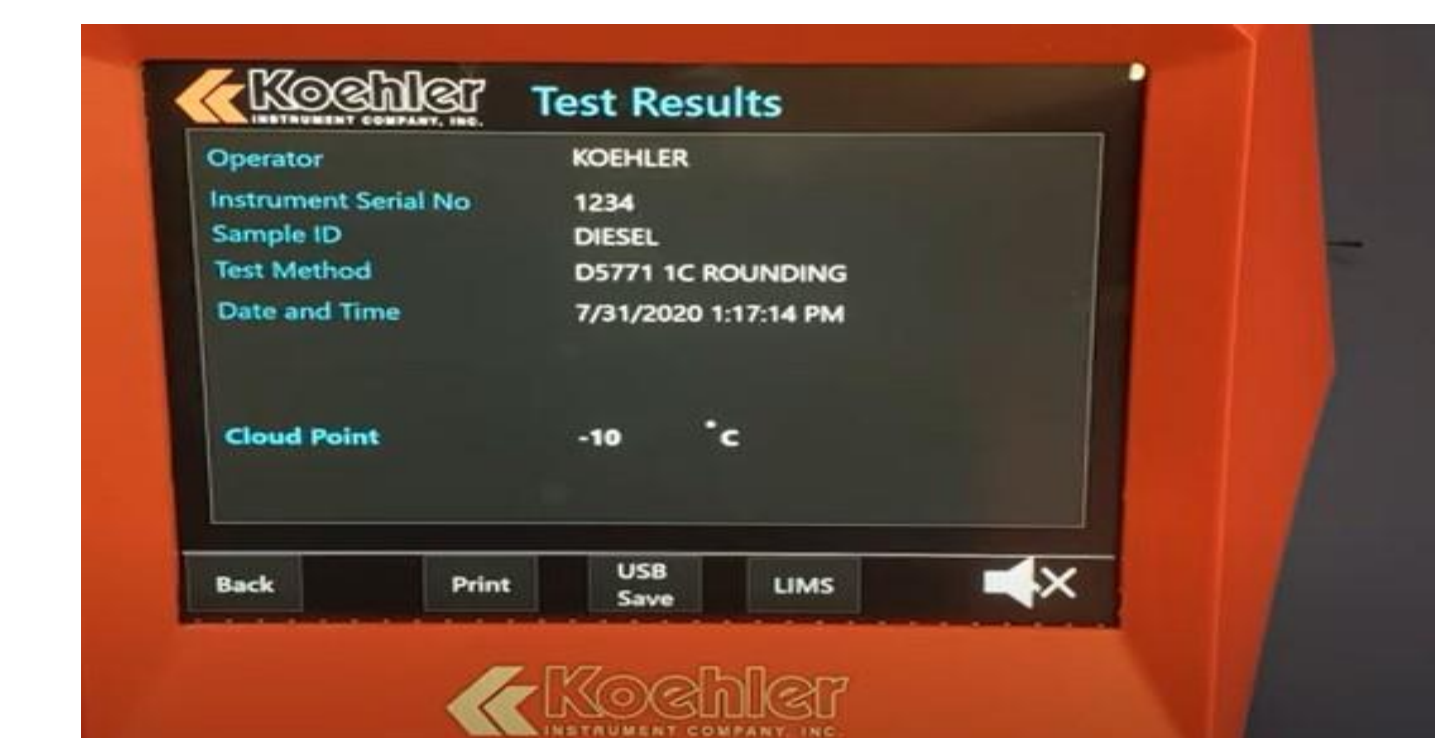 Koehler
INSTRUMENT COMPANY, INC.
Test Results
Operator KOEHLER
Instrument Serial No 1234
Sample ID DIESEL
Test Method D5771 1C ROUNDING
Date and Time 7/31/2020 1:17:14 PM
Cloud Point -10 °C
Back Print USB Save LIMS
Koehler
INSTRUMENT COMPANY, INC.